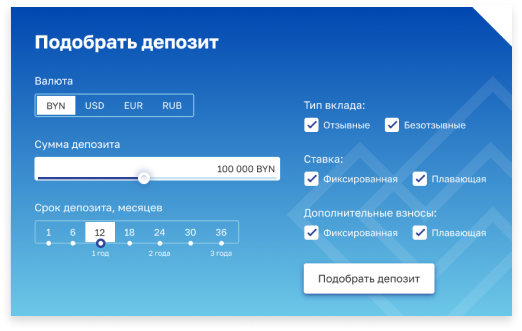 Подобрать депозит
Валюта
BYN USD EUR RUB
Сумма депозита
100 000 BYN
Срок депозита, месяцев
1 6 12 18 24 30 36
1 год 2 года 3 года
Тип вклада:
Отзывные Безотзывные
Ставка:
Фиксированная Плавающая
Дополнительные взносы:
Фиксированная Плавающая
Подобрать депозит